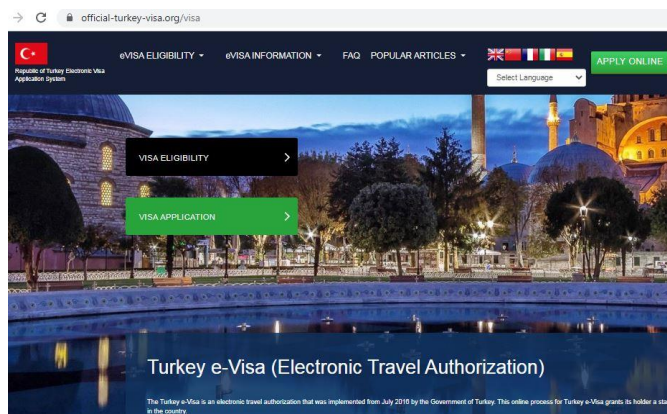 official-turkey-visa.org/visa
eVISA ELIGIBILITY eVISA INFORMATION FAQ POPULAR ARTICLES
APPLY ONLINE
Republic of Turkey Electronic Visa
Application System
Select Language
VISA ELIGIBILITY
VISA APPLICATION
Turkey e-Visa (Electronic Travel Authorization)
The Turkey e-Visa is an electronic travel authorization that was implemented from July 2016 by the Government of Turkey. This online process for Turkey e-Visa grants its holder a sta
in the country.